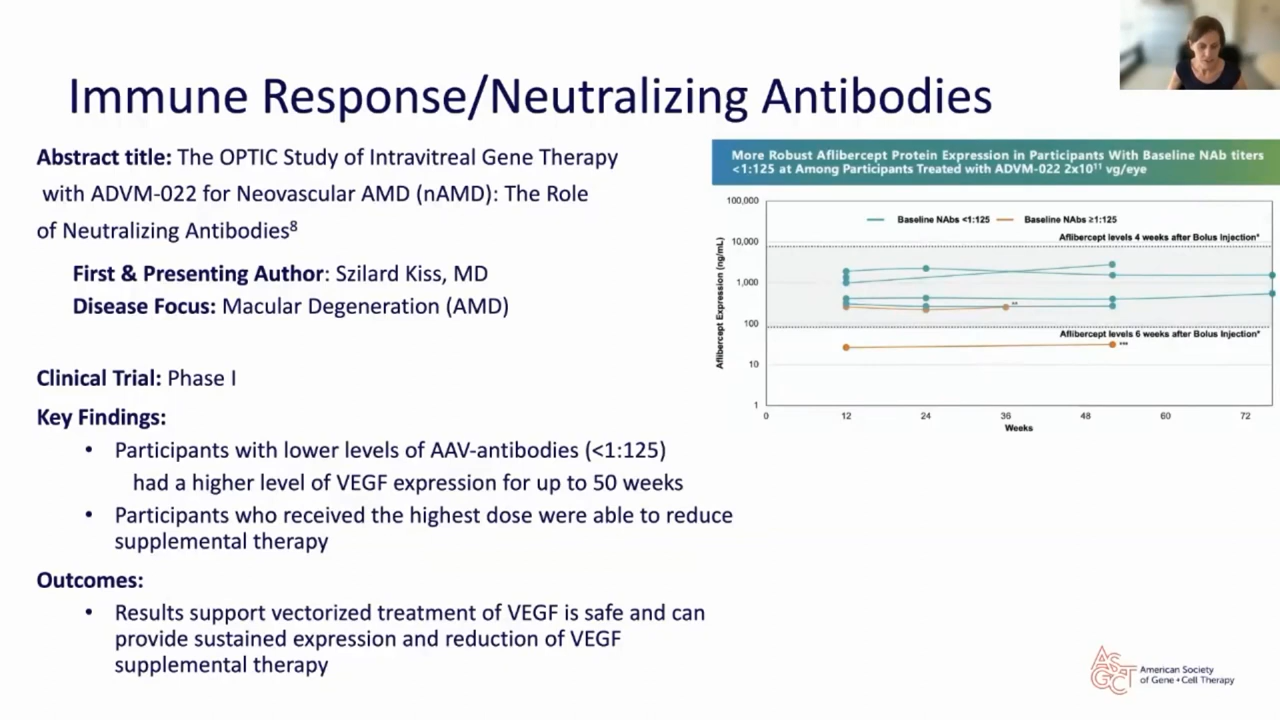 Immune Response/Neutralizing Antibodies
Abstract title: The OPTIC Study of Intravitreal Gene Therapy
with ADVM-022 for Neovascular AMD (nAMD): The Role
of Neutralizing Antibodies⁸
First & Presenting Author: Szilard Kiss, MD
Disease Focus: Macular Degeneration (AMD)
Clinical Trial: Phase I
Key Findings:
• Participants with lower levels of AAV-antibodies (<1:125)
had a higher level of VEGF expression for up to 50 weeks
• Participants who received the highest dose were able to reduce
supplemental therapy
Outcomes:
• Results support vectorized treatment of VEGF is safe and can
provide sustained expression and reduction of VEGF
supplemental therapy
More Robust Aflibercept Protein Expression in Participants With Baseline NAb titers
<1:125 at Among Participants Treated with ADVM-022 2x10¹¹ vg/eye
Baseline NAbs <1:125 Baseline NAbs ≥1:125
Aflibercept levels 4 weeks after Bolus Injection*
Aflibercept levels 6 weeks after Bolus Injection*
**
***
Aflibercept Expression (ng/mL)
100,000
10,000
1,000
100
10
1
0 12 24 36 48 60 72
Weeks
ASGCT
American Society
of Gene + Cell Therapy